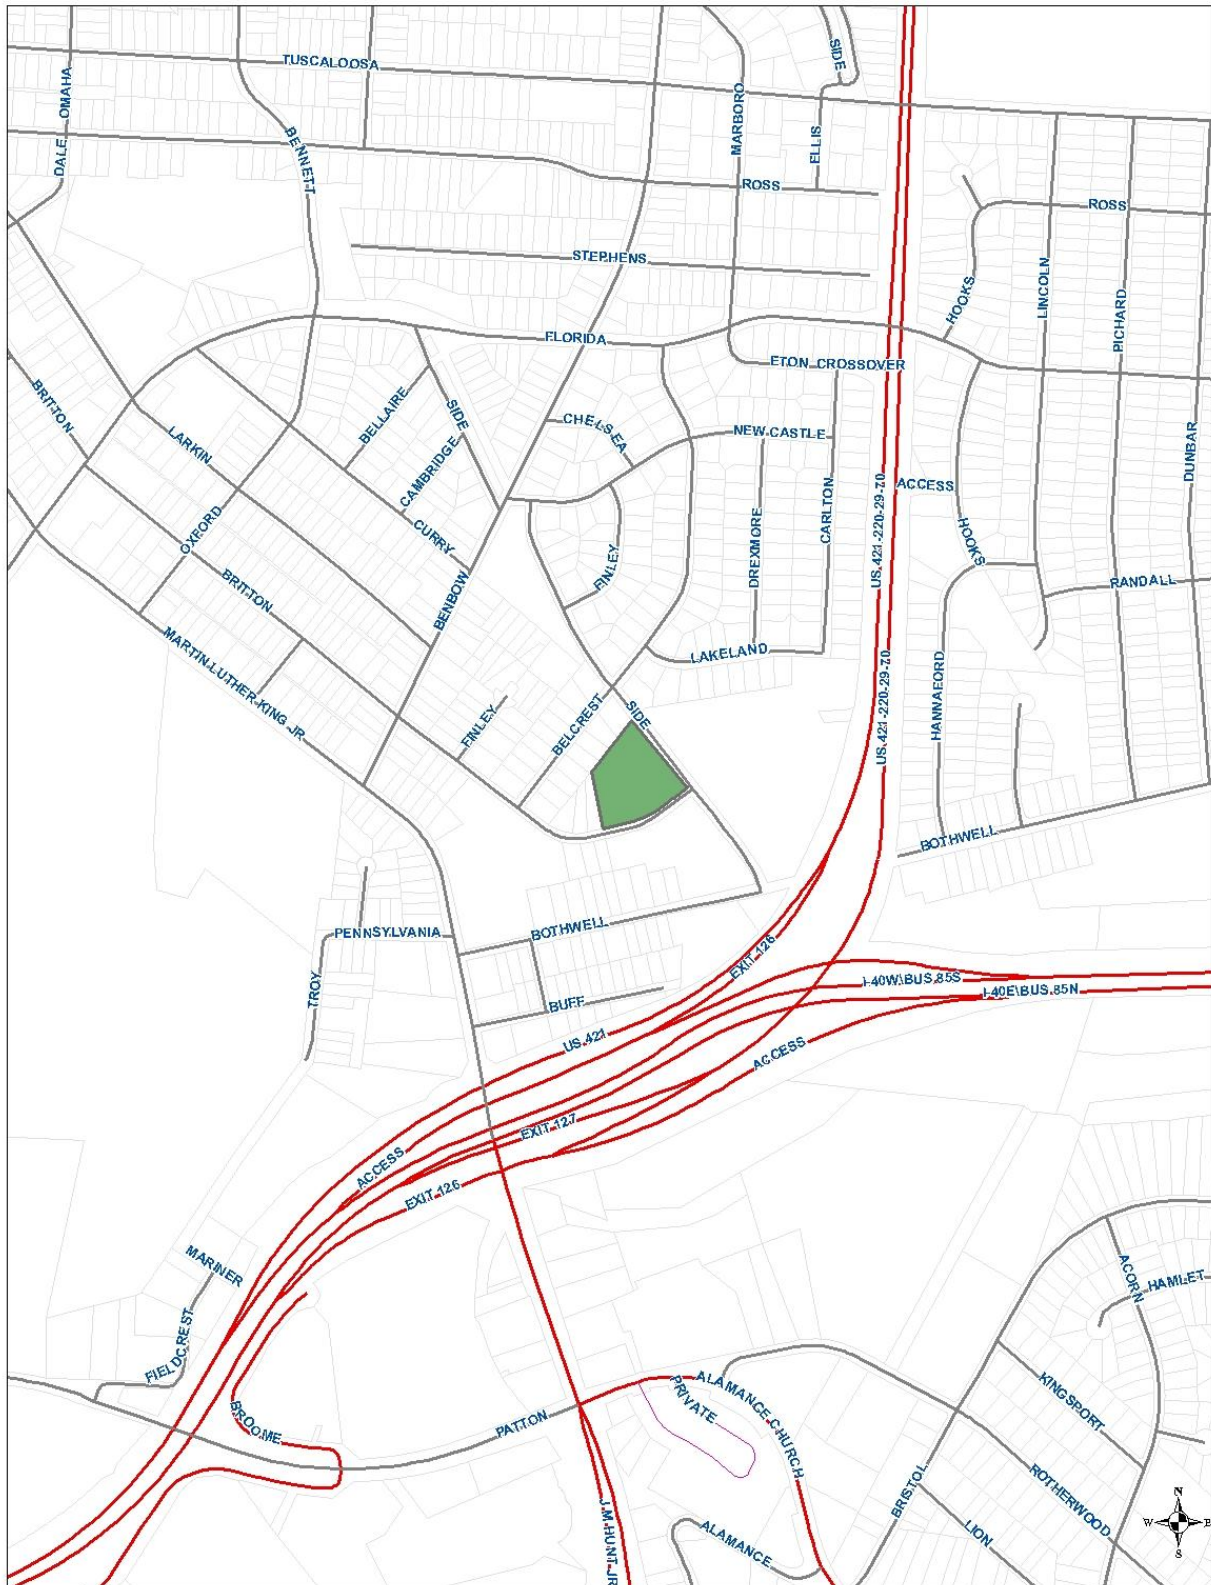 SIDE
TUSCALOOSA
OMAHA
DALE
MARBORO
ELLIS
BENNETT
ROSS
ROSS
STEPHENS
HOOKS
LINCOLN
PICHARD
FLORIDA
ETON CROSSOVER
BRITTON
BELLAIRE
SIDE
CHELSEA
NEW CASTLE
LARKIN
CAMBRIDGE
DUNBAR
ACCESS
US 421-220-29-70
CARLTON
DREXMORE
OXFORD
CURRY
HOOKS
FINLEY
RANDALL
BRITTON
BENBOW
MARTIN LUTHER KING JR
LAKELAND
HANNAFORD
US 421-220-29-70
FINLEY
BELCREST
SIDE
BOTHWELL
PENNSYLVANIA
BOTHWELL
EXIT 126
TROY
I-40W\BUS 85S
I-40E\BUS 85N
BUFF
US 421
ACCESS
EXIT 127
ACCESS
EXIT 126
MARINER
ACORN
HAMLET
FIELDCREST
BROOME
PATTON
PRIVATE
ALAMANCE CHURCH
KINGSPORT
BRISTOL
ROTHERWOOD
LION
ALAMANCE
J M HUNT JR
N
W E
S